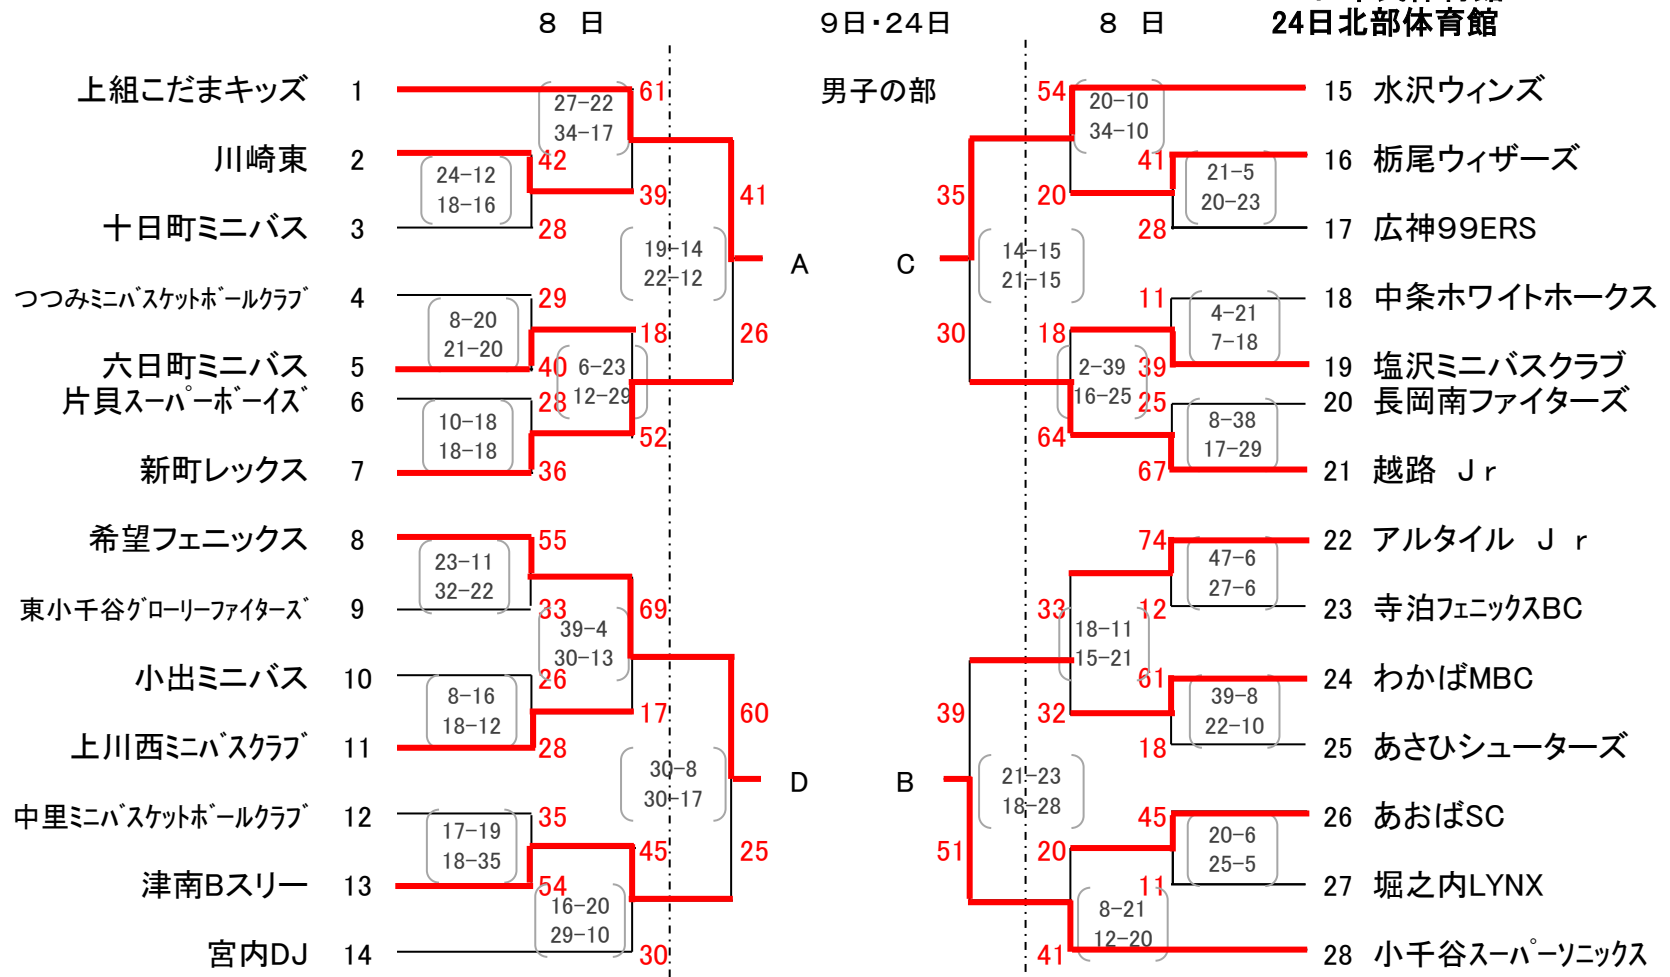 8 日
9日・24日
8 日
24日北部体育館
男子の部
上組こだまキッズ 1
27-22
34-17
61
川崎東 2
42
24-12
18-16
39
十日町ミニバス 3
28
41
19-14
22-12
A
つつみミニバスケットボールクラブ 4
29
8-20
21-20
18
26
六日町ミニバス 5
40
6-23
12-29
片貝スーパーボーイズ 6
28
10-18
18-18
52
新町レックス 7
36
希望フェニックス 8
55
23-11
32-22
東小千谷グローリーファイターズ 9
33
69
39-4
30-13
小出ミニバス 10
26
8-16
18-12
17
60
上川西ミニバスクラブ 11
28
30-8
30-17
D
中里ミニバスケットボールクラブ 12
35
17-19
18-35
45
25
津南Bスリー 13
54
16-20
29-10
宮内DJ 14
30
54
20-10
34-10
15 水沢ウィンズ
41
16 栃尾ウィザーズ
21-5
20-23
35
20
28
17 広神99ERS
C
14-15
21-15
11
18 中条ホワイトホークス
4-21
7-18
30
18
39
19 塩沢ミニバスクラブ
2-39
16-25
25
20 長岡南ファイターズ
8-38
17-29
64
67
21 越路 Jr
74
22 アルタイル Jr
47-6
27-6
33
12
23 寺泊フェニックスBC
18-11
15-21
61
24 わかばMBC
39-8
22-10
39
32
18
25 あさひシューターズ
B
21-23
18-28
45
26 あおばSC
20-6
25-5
51
20
11
27 堀之内LYNX
8-21
12-20
41
28 小千谷スーパーソニックス